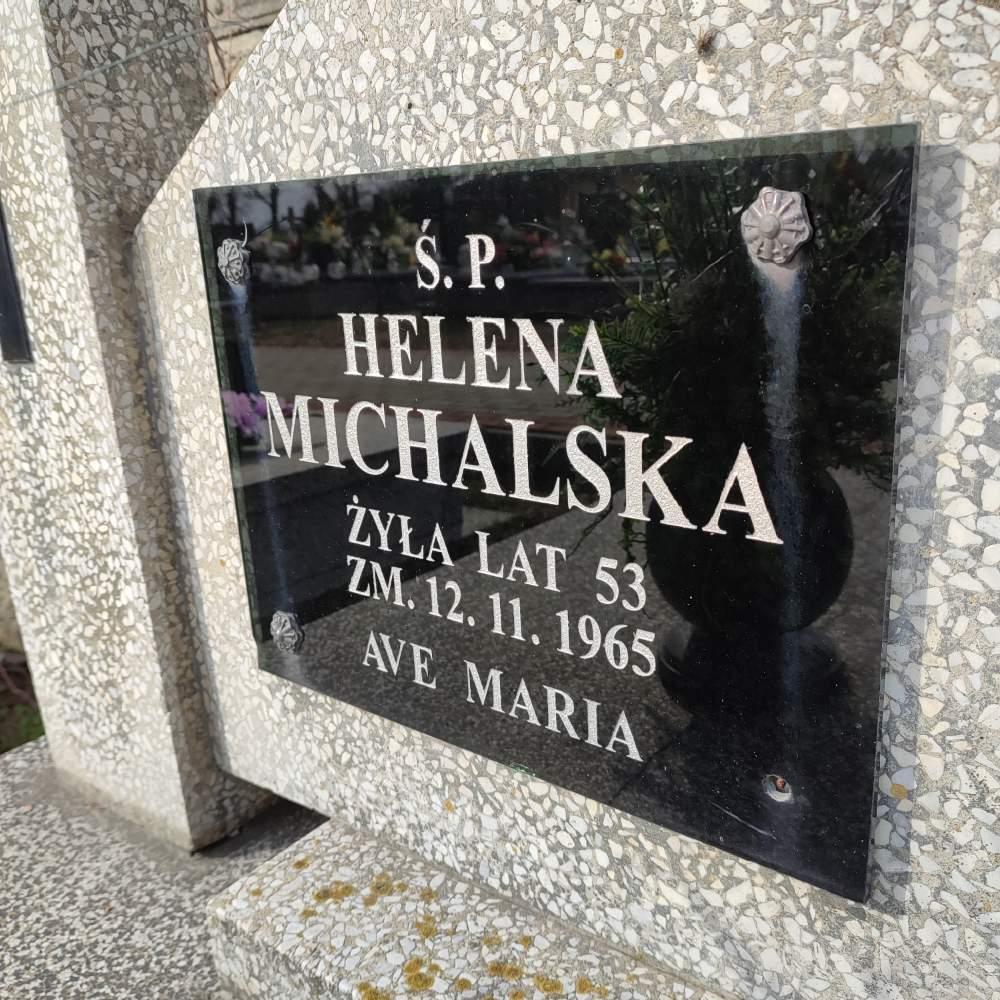 Ś. P.
HELENA
MICHALSKA
ŻYŁA LAT 53
ZM. 12. 11. 1965
AVE MARIA